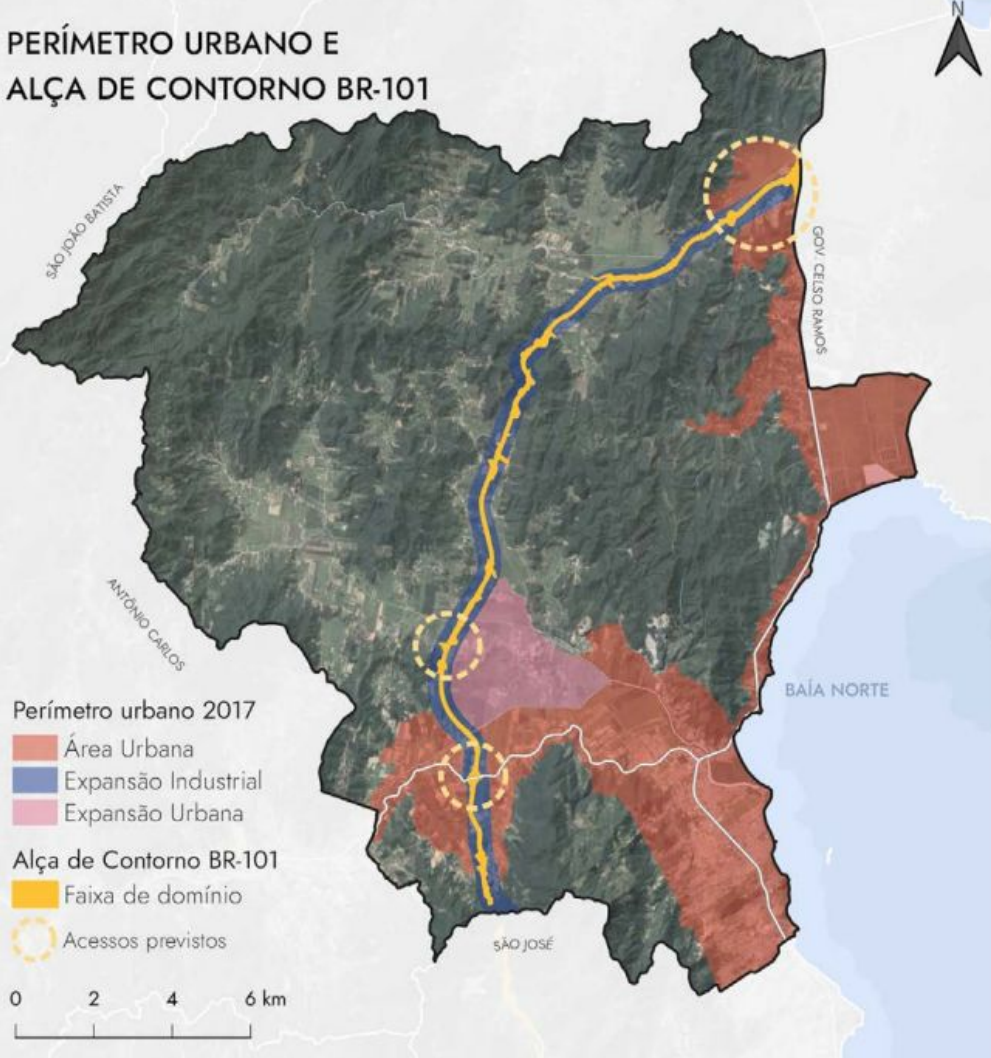 PERÍMETRO URBANO E
ALÇA DE CONTORNO BR-101
N
SÃO JOÃO BATISTA
GOV. CELSO RAMOS
ANTÔNIO CARLOS
BAÍA NORTE
Perímetro urbano 2017
Área Urbana
Expansão Industrial
Expansão Urbana
Alça de Contorno BR-101
Faixa de domínio
Acessos previstos
SÃO JOSÉ
0 2 4 6 km